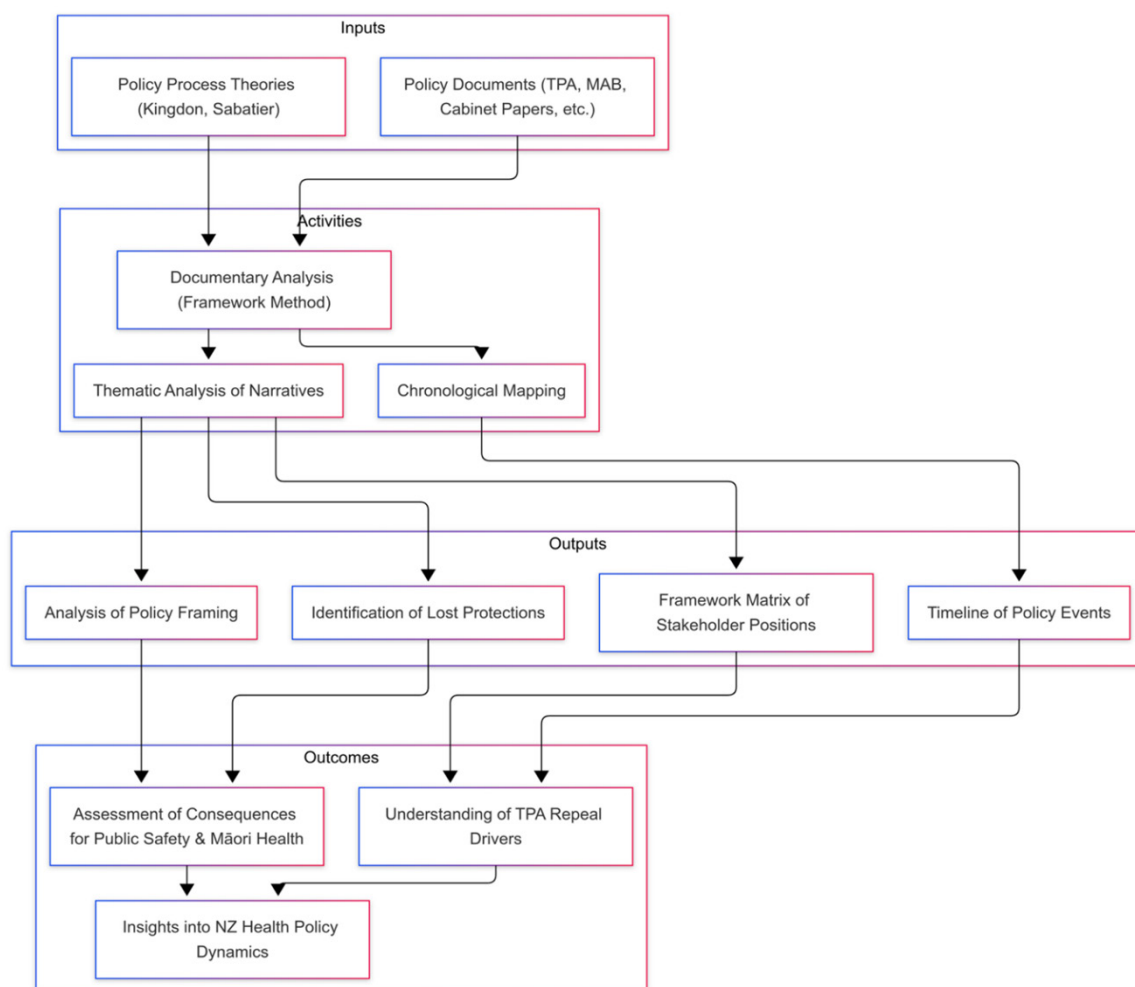 Inputs
Policy Process Theories
(Kingdon, Sabatier)
Policy Documents (TPA, MAB,
Cabinet Papers, etc.)
Activities
Documentary Analysis
(Framework Method)
Thematic Analysis of Narratives
Chronological Mapping
Outputs
Analysis of Policy Framing
Identification of Lost Protections
Framework Matrix of
Stakeholder Positions
Timeline of Policy Events
Outcomes
Assessment of Consequences
for Public Safety & Māori Health
Understanding of TPA Repeal
Drivers
Insights into NZ Health Policy
Dynamics